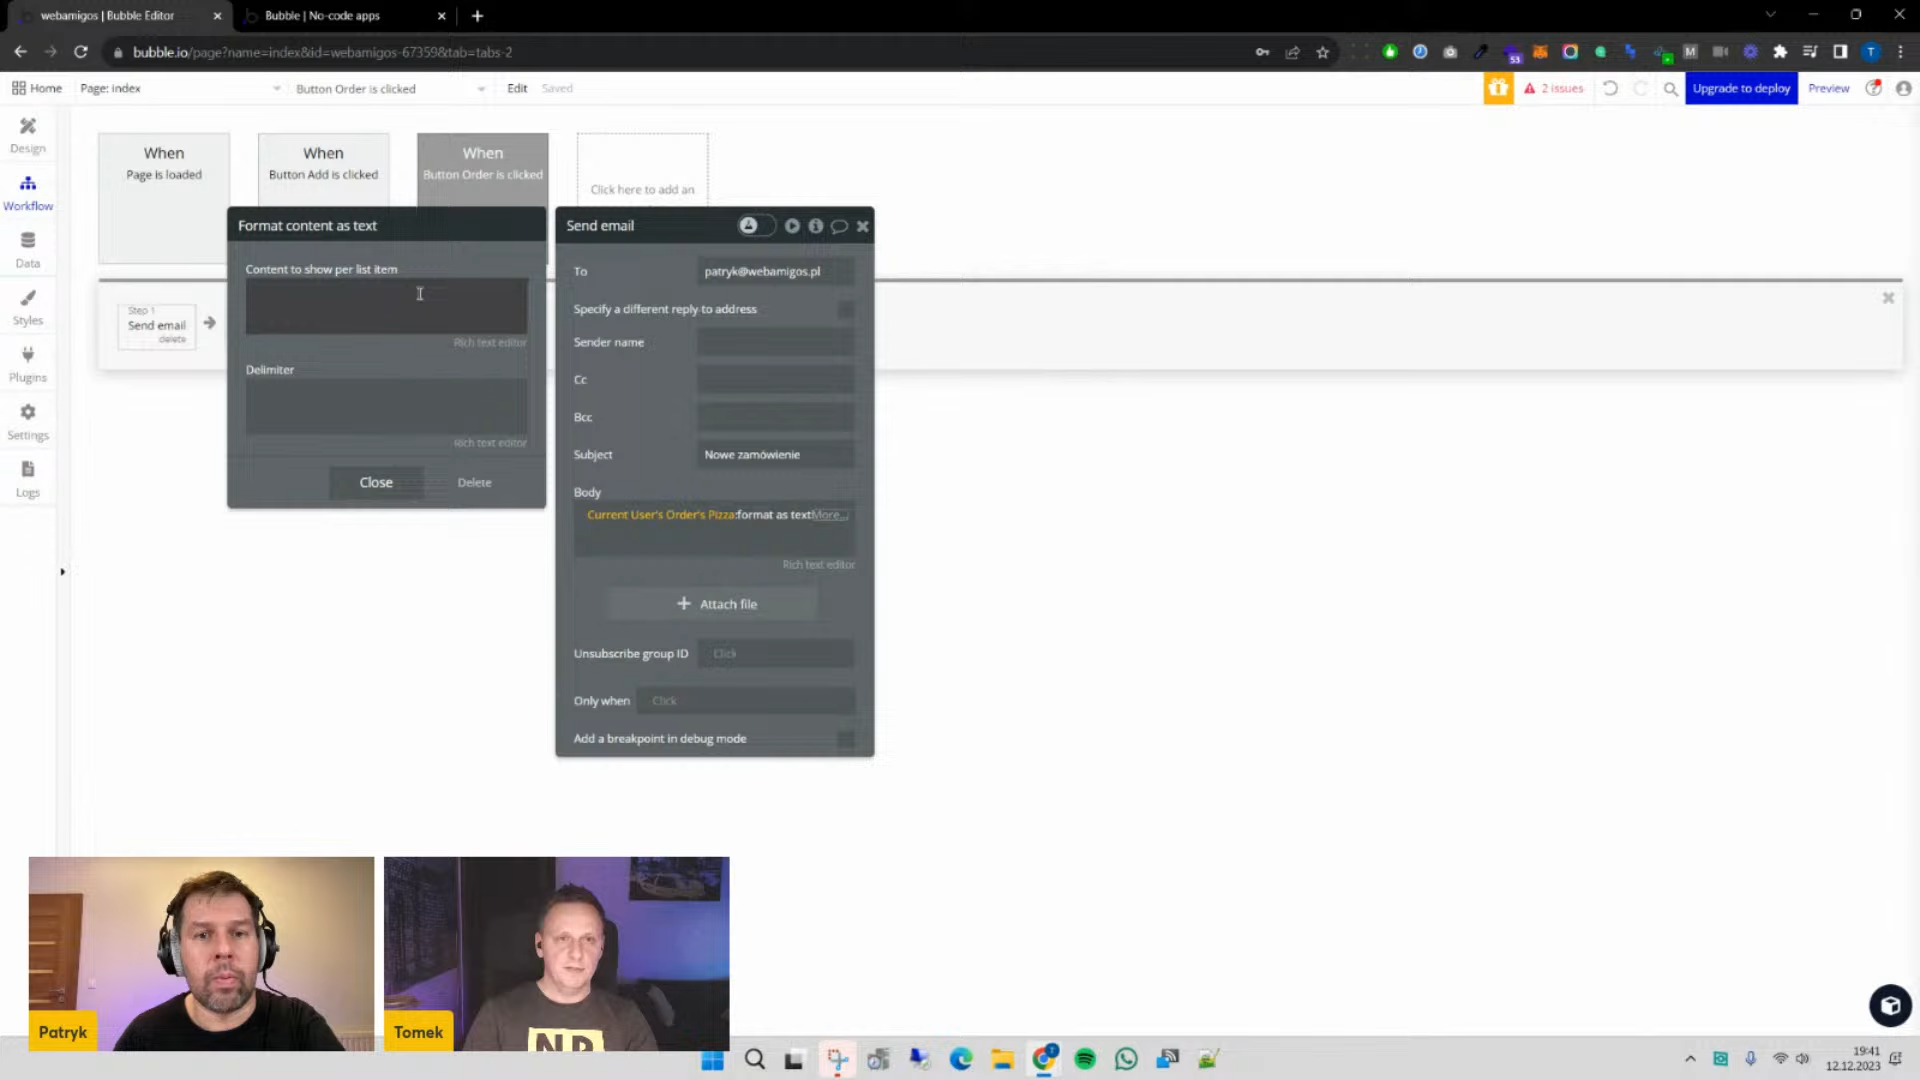 webamigos | Bubble Editor
Bubble | No-code apps
bubble.io/page?name=index&id=webamigos-67359&tab=tabs-2
53
M
T
Home
Page: index
Button Order is clicked
Edit
Saved
2 issues
Upgrade to deploy
Preview
Design
Workflow
Data
Styles
Plugins
Settings
Logs
When
Page is loaded
When
Button Add is clicked
When
Button Order is clicked
Click here to add an
Step 1
Send email
delete
Format content as text
Content to show per list item
Rich text editor
Delimiter
Rich text editor
Close
Delete
Send email
To
patryk@webamigos.pl
Specify a different reply to address
Sender name
Cc
Bcc
Subject
Nowe zamówienie
Body
Current User's Order's Pizza:format as text More...
Rich text editor
Attach file
Unsubscribe group ID
Click
Only when
Click
Add a breakpoint in debug mode
Patryk
Tomek
19:41
12.12.2023